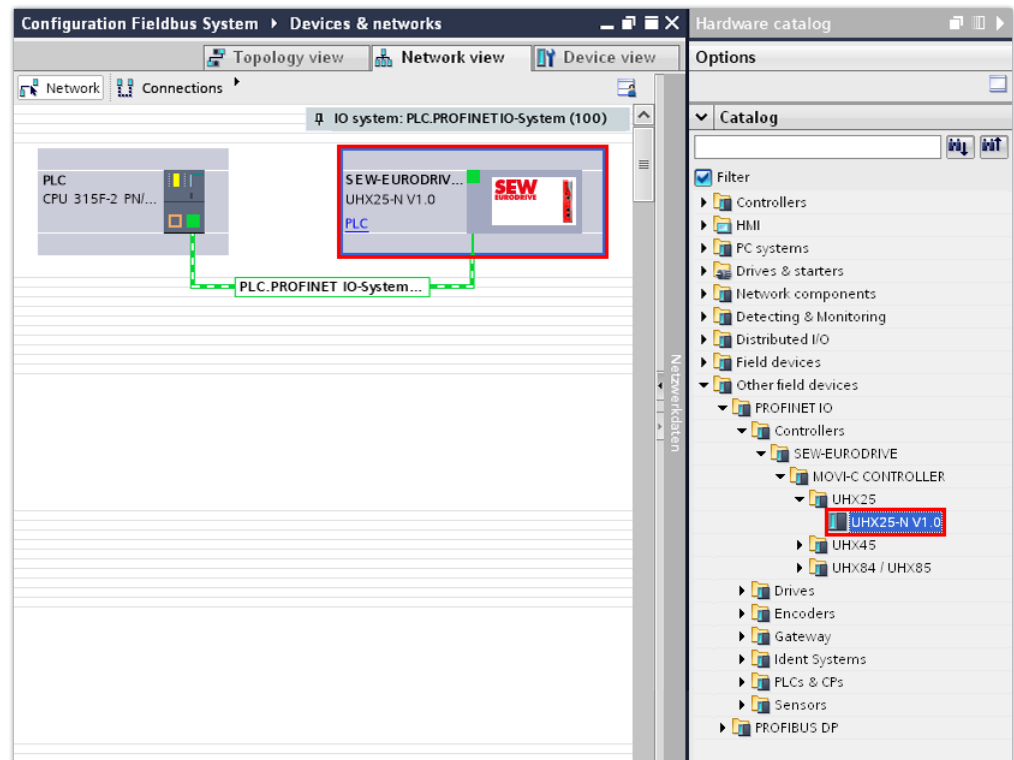 Configuration Fieldbus System ▸ Devices & networks
Topology view
Network view
Device view
Network
Connections
IO system: PLC.PROFINET IO-System (100)
PLC
CPU 315F-2 PN/...
SEW-EURODRIV...
UHX25-N V1.0
PLC
SEW
EURODRIVE
PLC.PROFINET IO-System...
Netzwerkdaten
Hardware catalog
Options
Catalog
Filter
Controllers
HMI
PC systems
Drives & starters
Network components
Detecting & Monitoring
Distributed I/O
Field devices
Other field devices
PROFINET IO
Controllers
SEW-EURODRIVE
MOVI-C CONTROLLER
UHX25
UHX25-N V1.0
UHX45
UHX84 / UHX85
Drives
Encoders
Gateway
Ident Systems
PLCs & CPs
Sensors
PROFIBUS DP